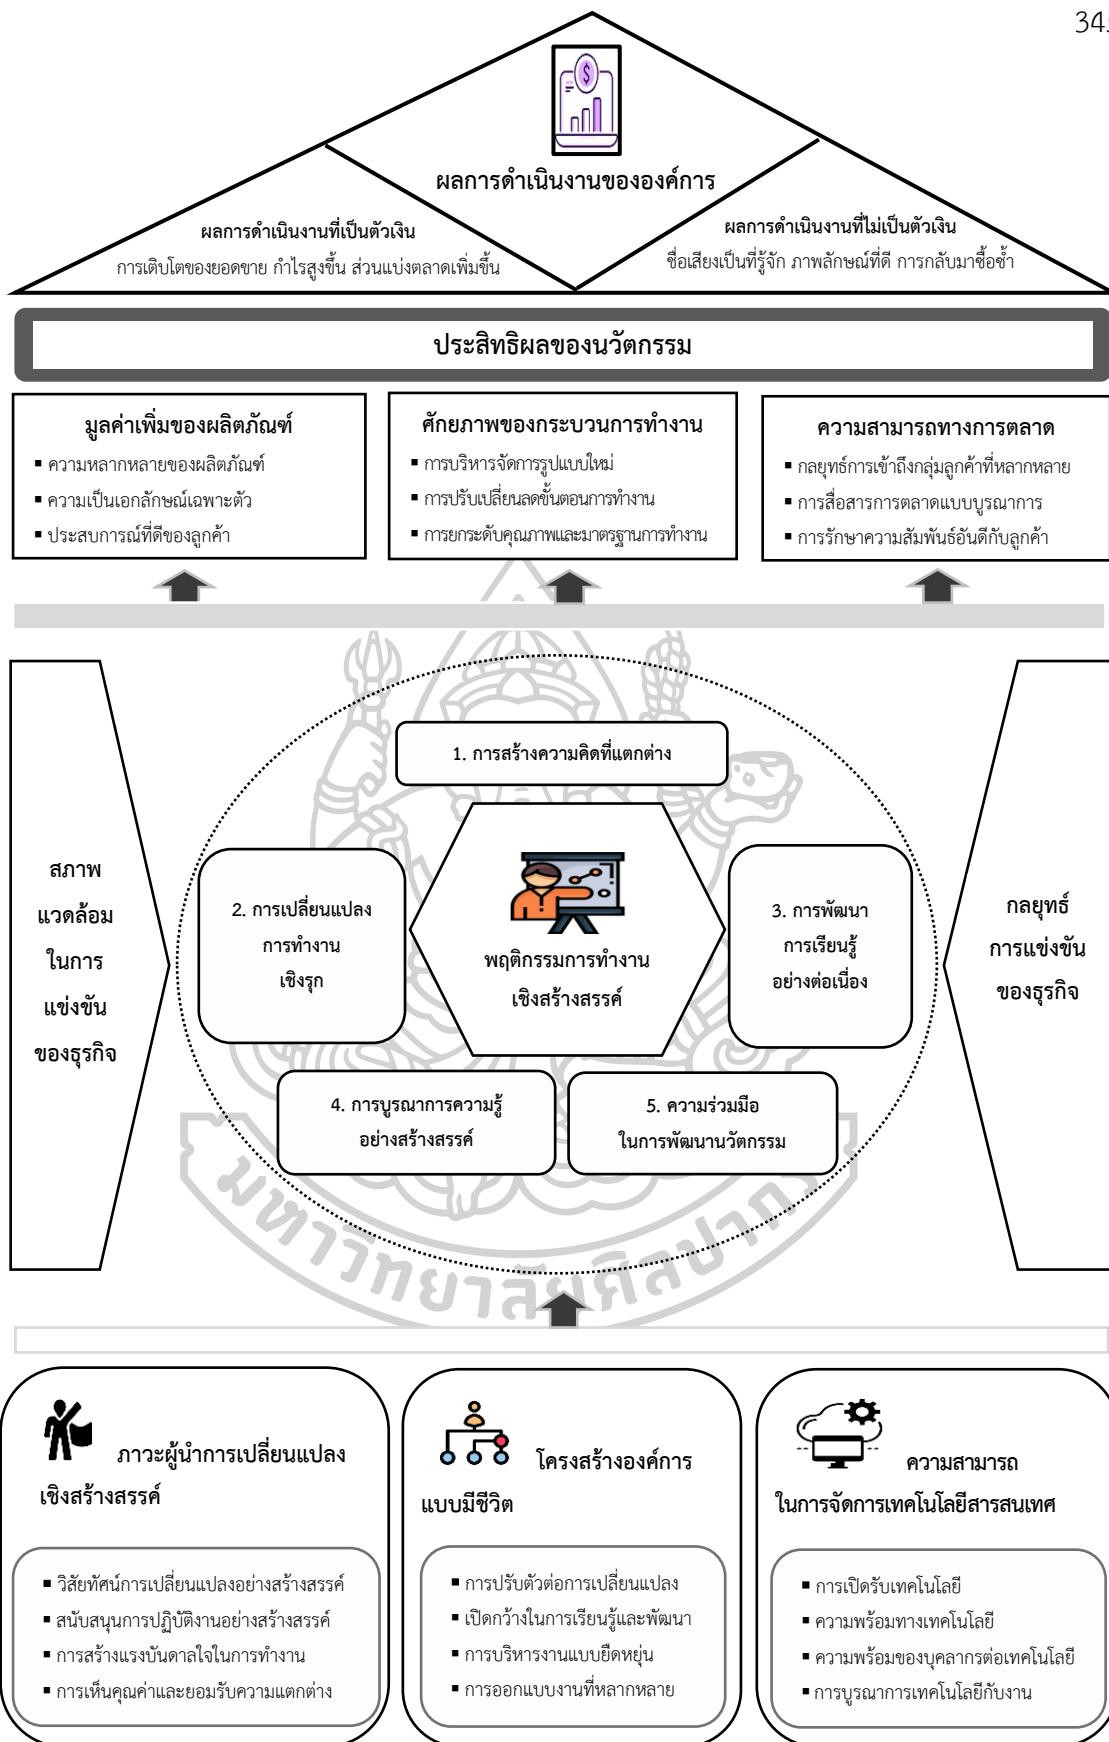 ผลการดำเนินงานขององค์การ
ผลการดำเนินงานที่เป็นตัวเงิน
การเติบโตของยอดขาย กำไรสูงขึ้น ส่วนแบ่งตลาดเพิ่มขึ้น
ผลการดำเนินงานที่ไม่เป็นตัวเงิน
ชื่อเสียงเป็นที่รู้จัก ภาพลักษณ์ที่ดี การกลับมาซื้อซ้ำ
ประสิทธิผลของนวัตกรรม
มูลค่าเพิ่มของผลิตภัณฑ์
▪ ความหลากหลายของผลิตภัณฑ์
▪ ความเป็นเอกลักษณ์เฉพาะตัว
▪ ประสบการณ์ที่ดีของลูกค้า
ศักยภาพของกระบวนการทำงาน
▪ การบริหารจัดการรูปแบบใหม่
▪ การปรับเปลี่ยนลดขั้นตอนการทำงาน
▪ การยกระดับคุณภาพและมาตรฐานการทำงาน
ความสามารถทางการตลาด
▪ กลยุทธ์การเข้าถึงกลุ่มลูกค้าที่หลากหลาย
▪ การสื่อสารการตลาดแบบบูรณาการ
▪ การรักษาความสัมพันธ์อันดีกับลูกค้า
สภาพ
แวดล้อม
ในการ
แข่งขัน
ของธุรกิจ
1. การสร้างความคิดที่แตกต่าง
2. การเปลี่ยนแปลง
การทำงาน
เชิงรุก
พฤติกรรมการทำงาน
เชิงสร้างสรรค์
3. การพัฒนา
การเรียนรู้
อย่างต่อเนื่อง
4. การบูรณาการความรู้
อย่างสร้างสรรค์
5. ความร่วมมือ
ในการพัฒนานวัตกรรม
กลยุทธ์
การแข่งขัน
ของธุรกิจ
มหาวิทยาลัยศิลปากร
ภาวะผู้นำการเปลี่ยนแปลง
เชิงสร้างสรรค์
▪ วิสัยทัศน์การเปลี่ยนแปลงอย่างสร้างสรรค์
▪ สนับสนุนการปฏิบัติงานอย่างสร้างสรรค์
▪ การสร้างแรงบันดาลใจในการทำงาน
▪ การเห็นคุณค่าและยอมรับความแตกต่าง
โครงสร้างองค์การ
แบบมีชีวิต
▪ การปรับตัวต่อการเปลี่ยนแปลง
▪ เปิดกว้างในการเรียนรู้และพัฒนา
▪ การบริหารงานแบบยืดหยุ่น
▪ การออกแบบงานที่หลากหลาย
ความสามารถ
ในการจัดการเทคโนโลยีสารสนเทศ
▪ การเปิดรับเทคโนโลยี
▪ ความพร้อมทางเทคโนโลยี
▪ ความพร้อมของบุคลากรต่อเทคโนโลยี
▪ การบูรณาการเทคโนโลยีกับงาน